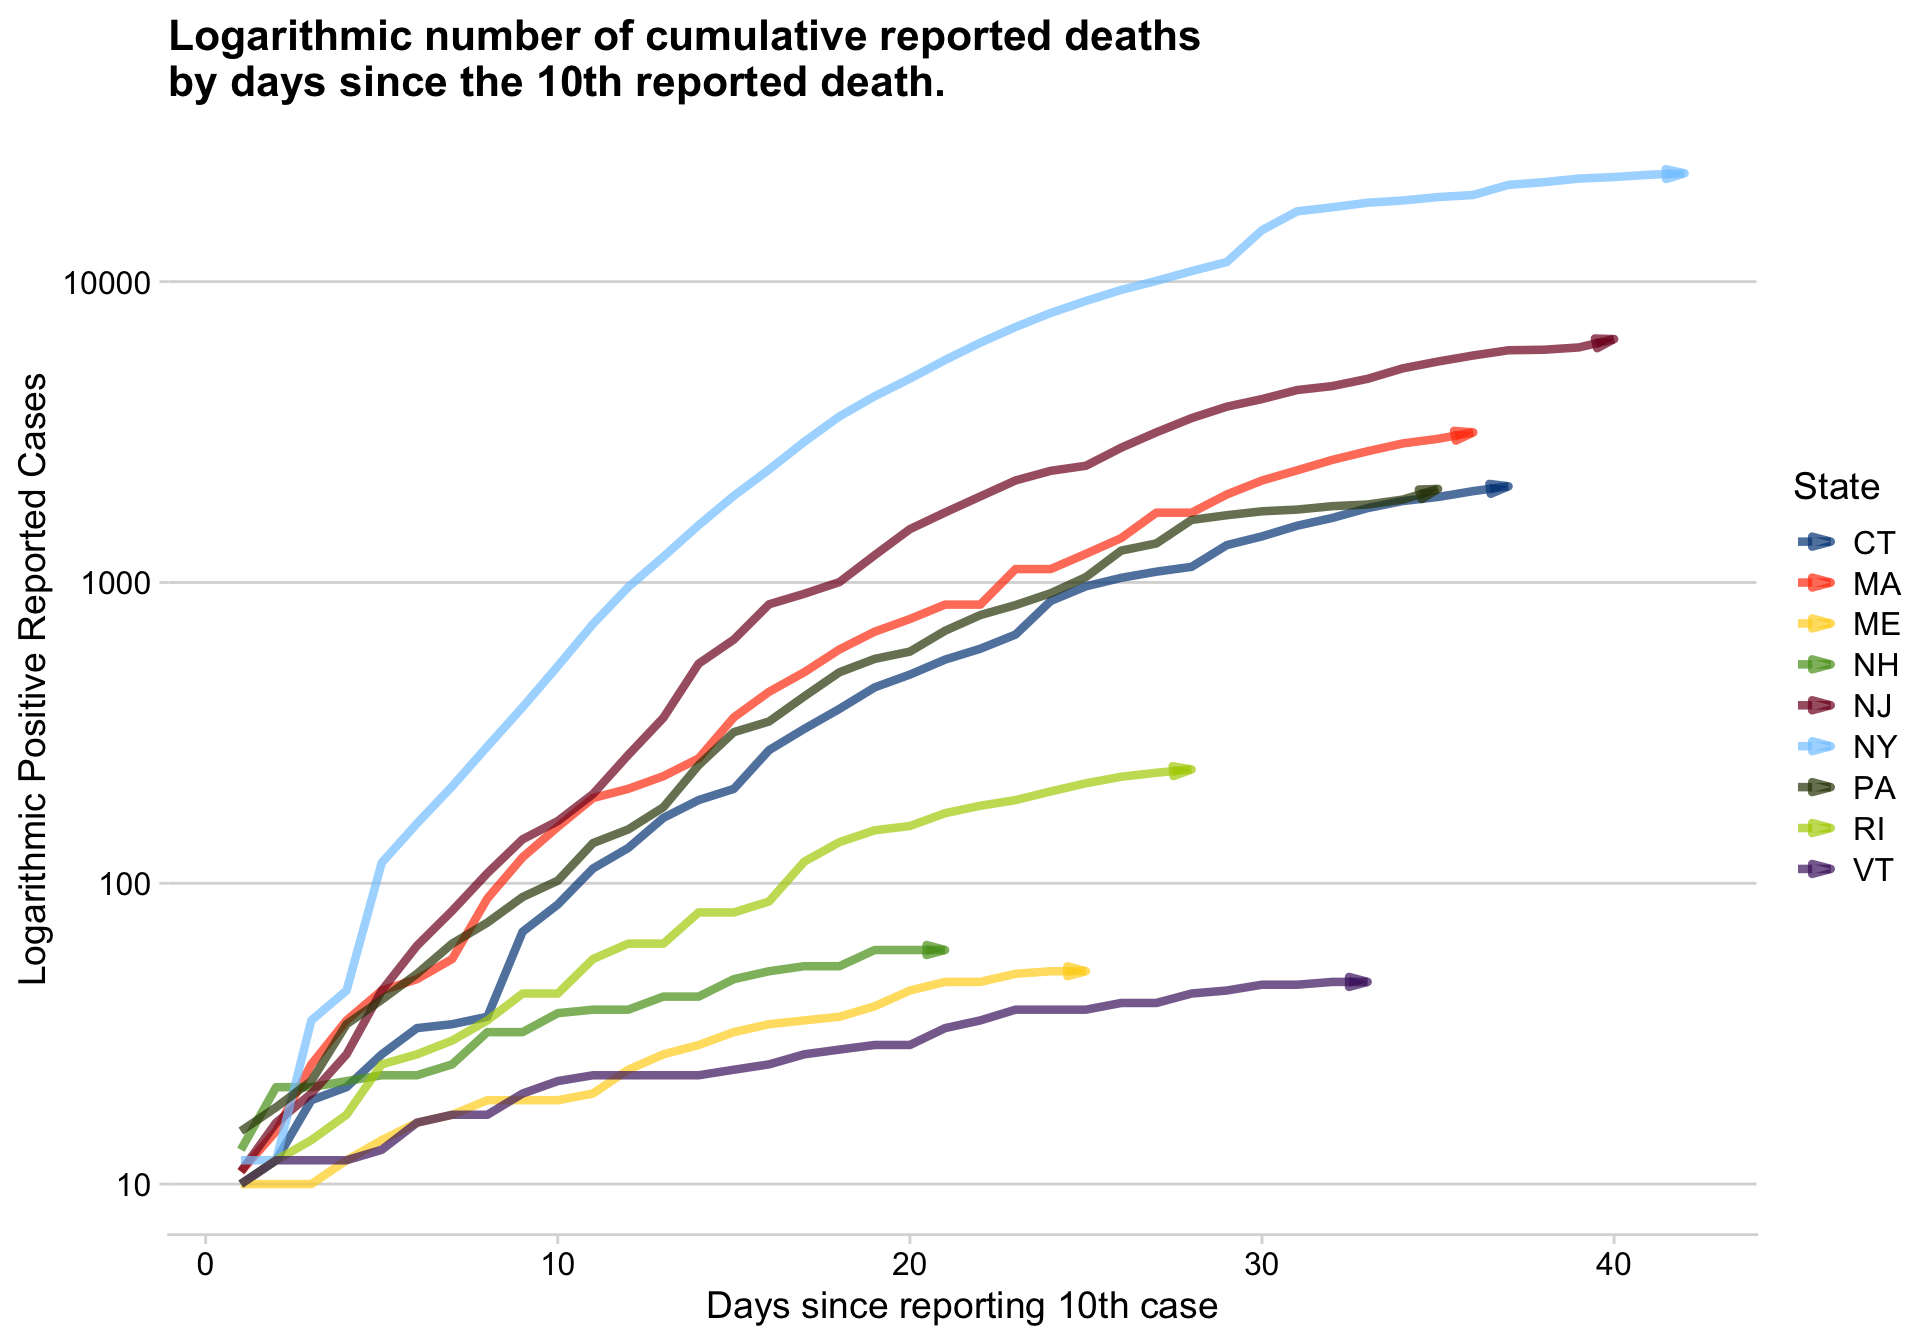 Logarithmic number of cumulative reported deaths
by days since the 10th reported death.
Logarithmic Positive Reported Cases
10000
1000
100
10
0 10 20 30 40
Days since reporting 10th case
State
CT
MA
ME
NH
NJ
NY
PA
RI
VT